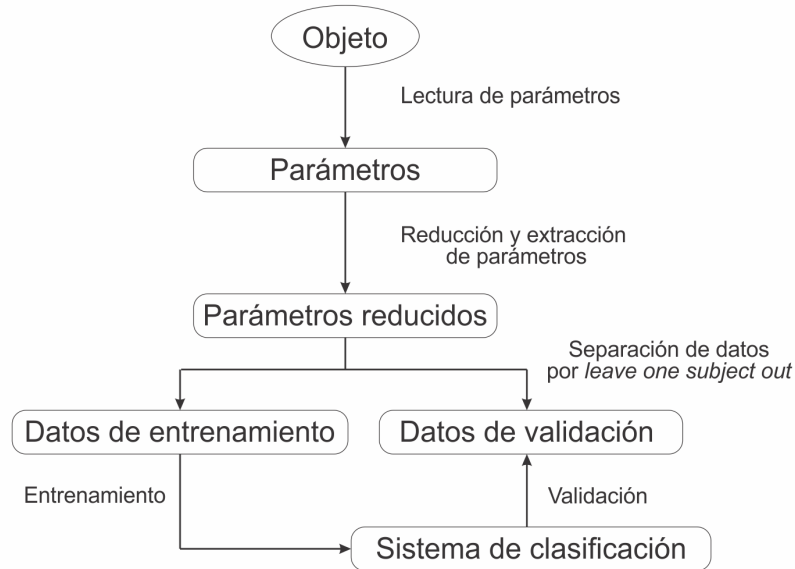 Objeto
Lectura de parámetros
Parámetros
Reducción y extracción
de parámetros
Parámetros reducidos
Separación de datos
por leave one subject out
Datos de entrenamiento
Datos de validación
Entrenamiento
Validación
Sistema de clasificación